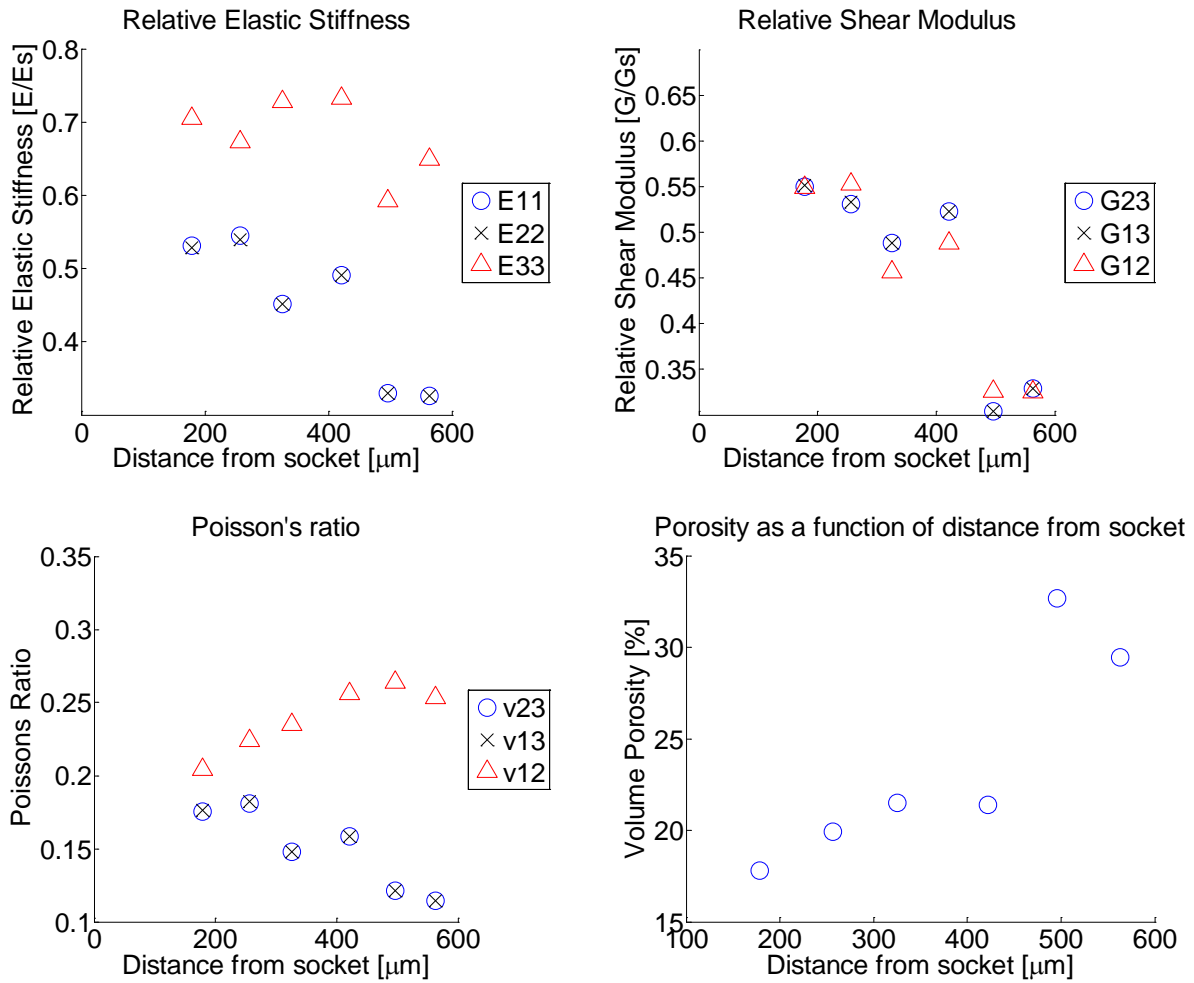 Relative Elastic Stiffness
Relative Elastic Stiffness [E/Es]
0.8
0.7
0.6
0.5
0.4
0 200 400 600
Distance from socket [μm]
E11
E22
E33
Relative Shear Modulus
Relative Shear Modulus [G/Gs]
0.65
0.6
0.55
0.5
0.45
0.4
0.35
0 200 400 600
Distance from socket [μm]
G23
G13
G12
Poisson's ratio
Poissons Ratio
0.35
0.3
0.25
0.2
0.15
0.1
0 200 400 600
Distance from socket [μm]
v23
v13
v12
Porosity as a function of distance from socket
Volume Porosity [%]
35
30
25
20
15
100 200 300 400 500 600
Distance from socket [μm]